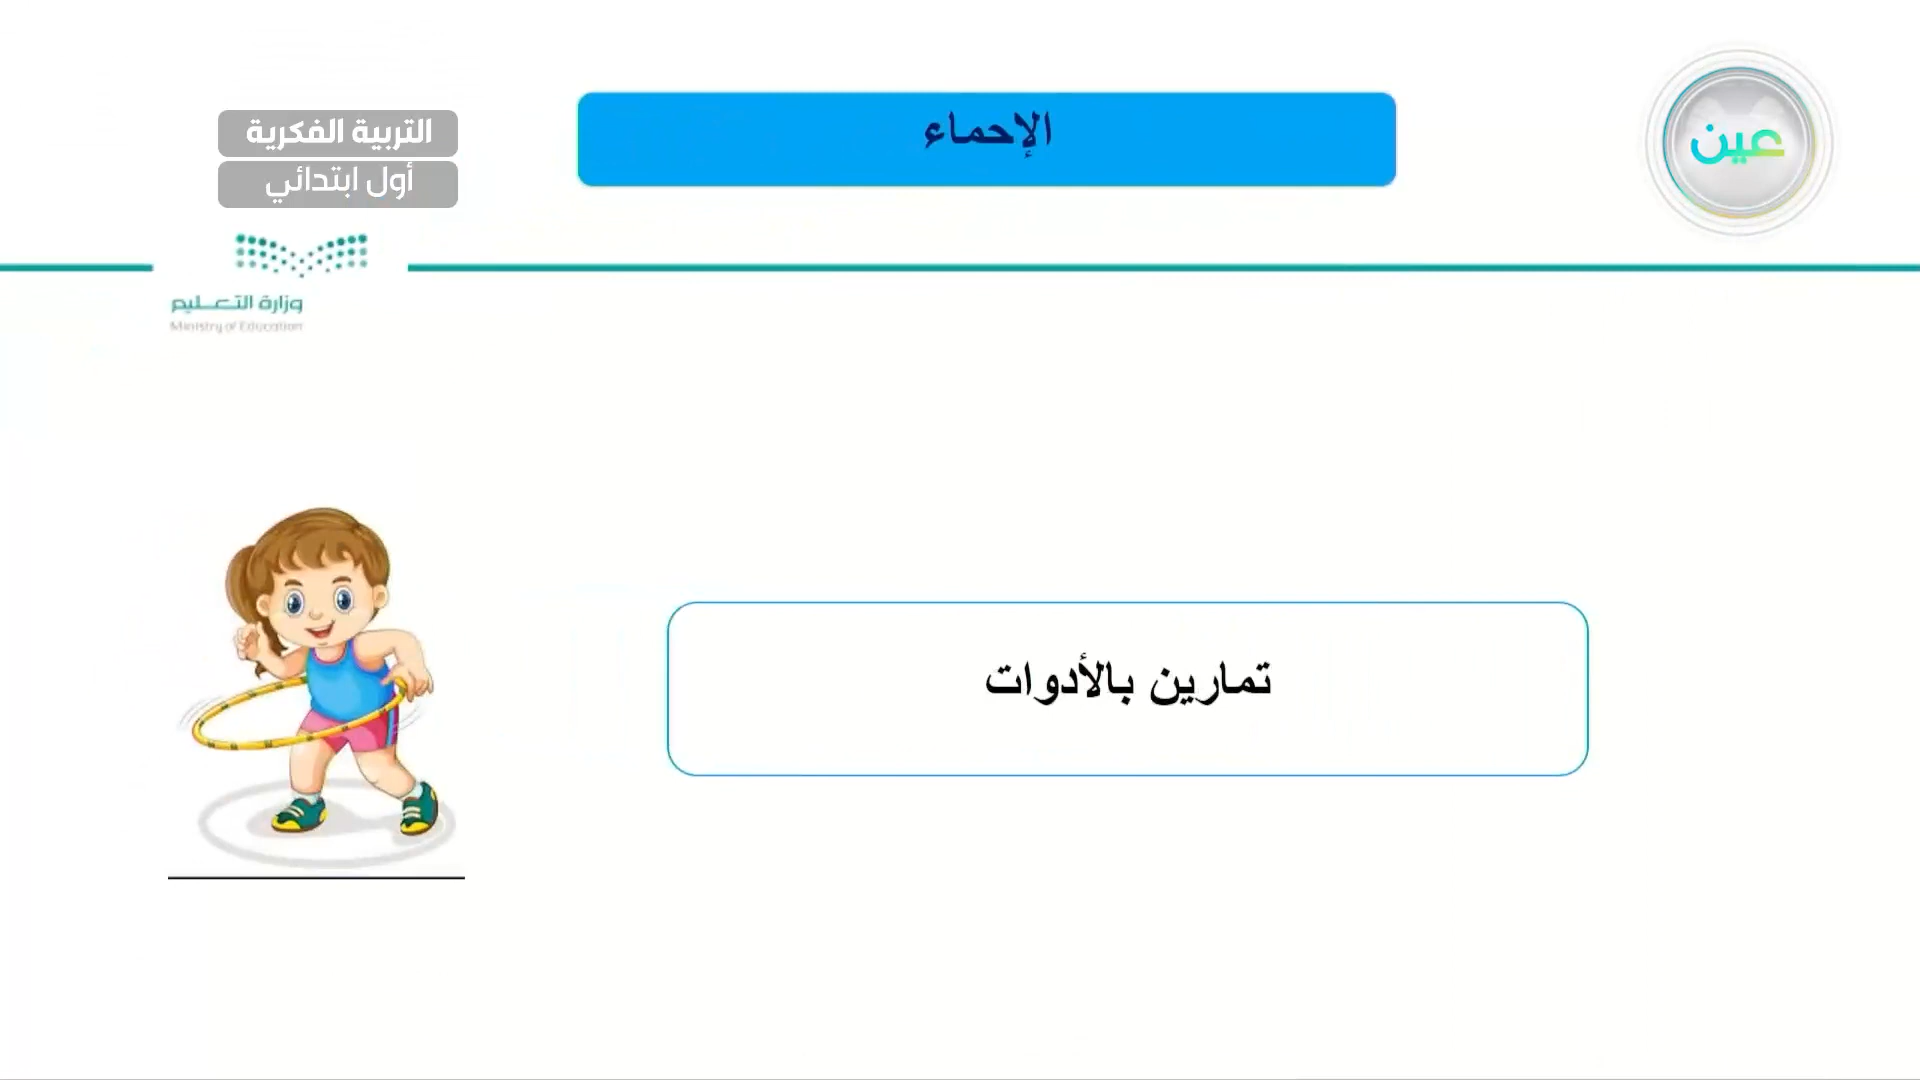 عين
الإحماء
التربية الفكرية
أول ابتدائي
وزارة التعليم
Ministry of Education
تمارين بالأدوات